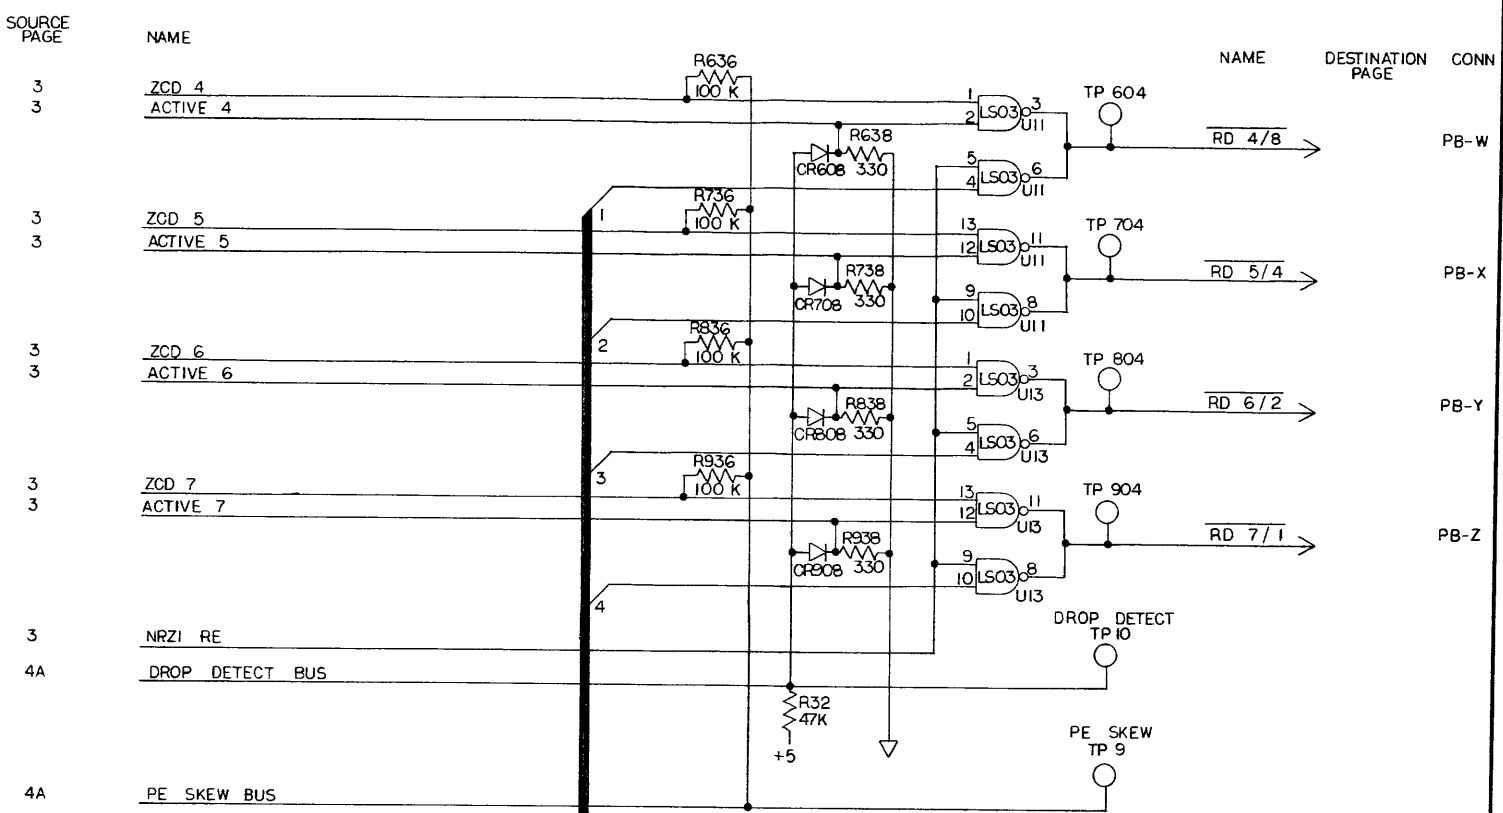 SOURCE PAGE NAME
NAME DESTINATION PAGE CONN
3 ZCD 4
3 ACTIVE 4
R636
100 K
1
2
LS03
3
U11
TP 604
RD 4/8
PB-W
CR608
R638
330
5
4
LS03
6
U11
1
R736
100 K
3 ZCD 5
3 ACTIVE 5
13
12
LS03
11
U11
TP 704
RD 5/4
PB-X
CR708
R738
330
9
10
LS03
8
U11
2
R836
100 K
3 ZCD 6
3 ACTIVE 6
1
2
LS03
3
U13
TP 804
RD 6/2
PB-Y
CR808
R838
330
5
4
LS03
6
U13
3
R936
100 K
3 ZCD 7
3 ACTIVE 7
13
12
LS03
11
U13
TP 904
RD 7/1
PB-Z
CR908
R938
330
9
10
LS03
8
U13
4
3 NRZI RE
DROP DETECT
TP 10
4A DROP DETECT BUS
R32
47K
+5
PE SKEW
TP 9
4A PE SKEW BUS